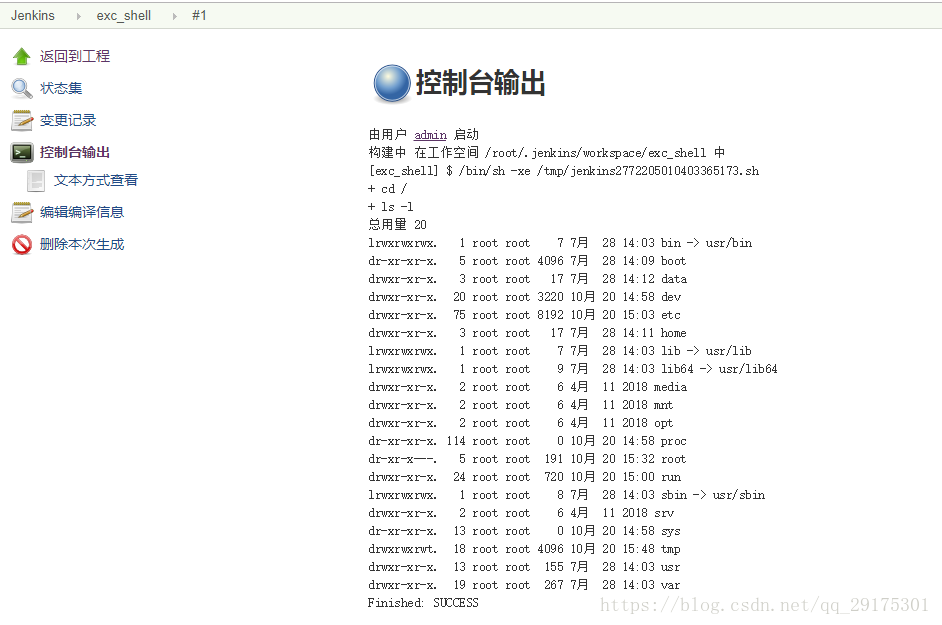 Jenkins exc_shell #1
返回到工程
状态集
变更记录
控制台输出
文本方式查看
编辑编译信息
删除本次生成
控制台输出
由用户 admin 启动
构建中 在工作空间 /root/.jenkins/workspace/exc_shell 中
[exc_shell] $ /bin/sh -xe /tmp/jenkins2772205010403365173.sh
+ cd /
+ ls -l
总用量 20
lrwxrwxrwx.   1 root root    7 7月  28 14:03 bin -> usr/bin
dr-xr-xr-x.   5 root root 4096 7月  28 14:09 boot
drwxr-xr-x.   3 root root   17 7月  28 14:12 data
drwxr-xr-x.  20 root root 3220 10月 20 14:58 dev
drwxr-xr-x.  75 root root 8192 10月 20 15:03 etc
drwxr-xr-x.   3 root root   17 7月  28 14:11 home
lrwxrwxrwx.   1 root root    7 7月  28 14:03 lib -> usr/lib
lrwxrwxrwx.   1 root root    9 7月  28 14:03 lib64 -> usr/lib64
drwxr-xr-x.   2 root root    6 4月  11 2018 media
drwxr-xr-x.   2 root root    6 4月  11 2018 mnt
drwxr-xr-x.   2 root root    6 4月  11 2018 opt
dr-xr-xr-x. 114 root root    0 10月 20 14:58 proc
dr-xr-x---.   5 root root  191 10月 20 15:32 root
drwxr-xr-x.  24 root root  720 10月 20 15:00 run
lrwxrwxrwx.   1 root root    8 7月  28 14:03 sbin -> usr/sbin
drwxr-xr-x.   2 root root    6 4月  11 2018 srv
dr-xr-xr-x.  13 root root    0 10月 20 14:58 sys
drwxrwxrwt.  18 root root 4096 10月 20 15:48 tmp
drwxr-xr-x.  13 root root  155 7月  28 14:03 usr
drwxr-xr-x.  19 root root  267 7月  28 14:03 var
Finished: SUCCESS
https://blog.csdn.net/qq_29175301